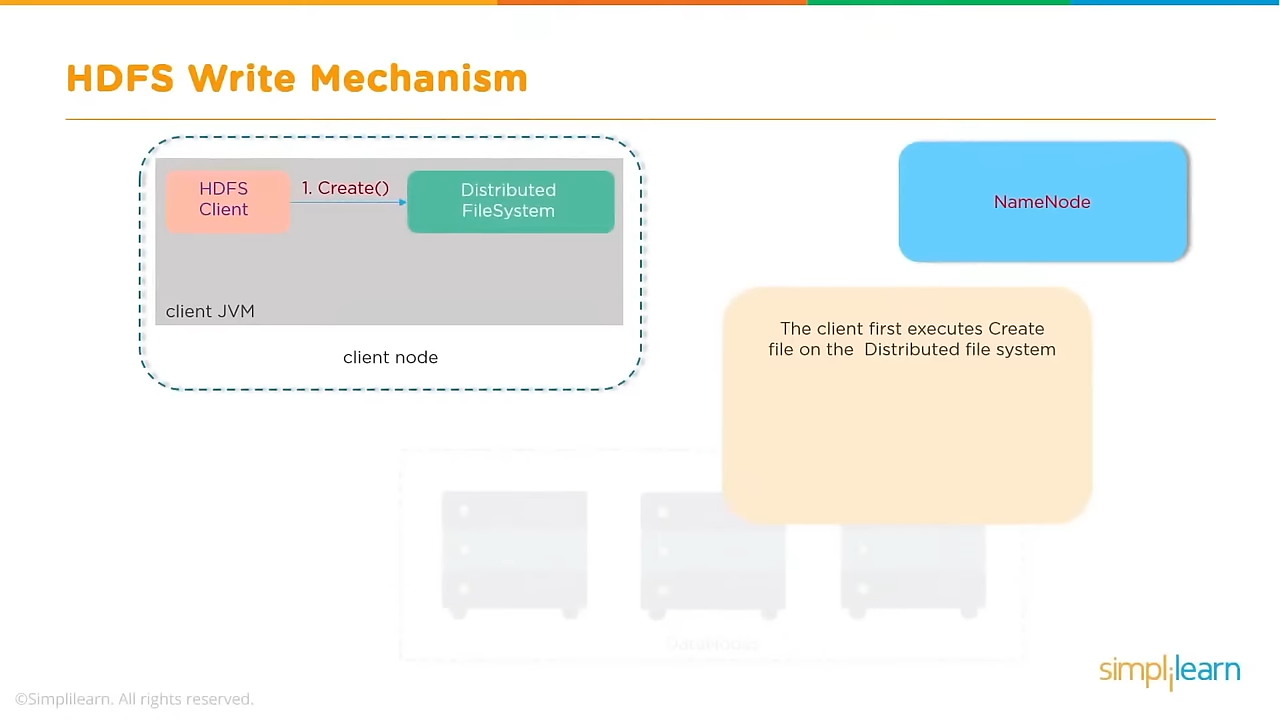 HDFS Write Mechanism
HDFS
Client
1. Create()
Distributed
FileSystem
client JVM
client node
NameNode
The client first executes Create
file on the Distributed file system
DataNodes
simplilearn
©Simplilearn. All rights reserved.